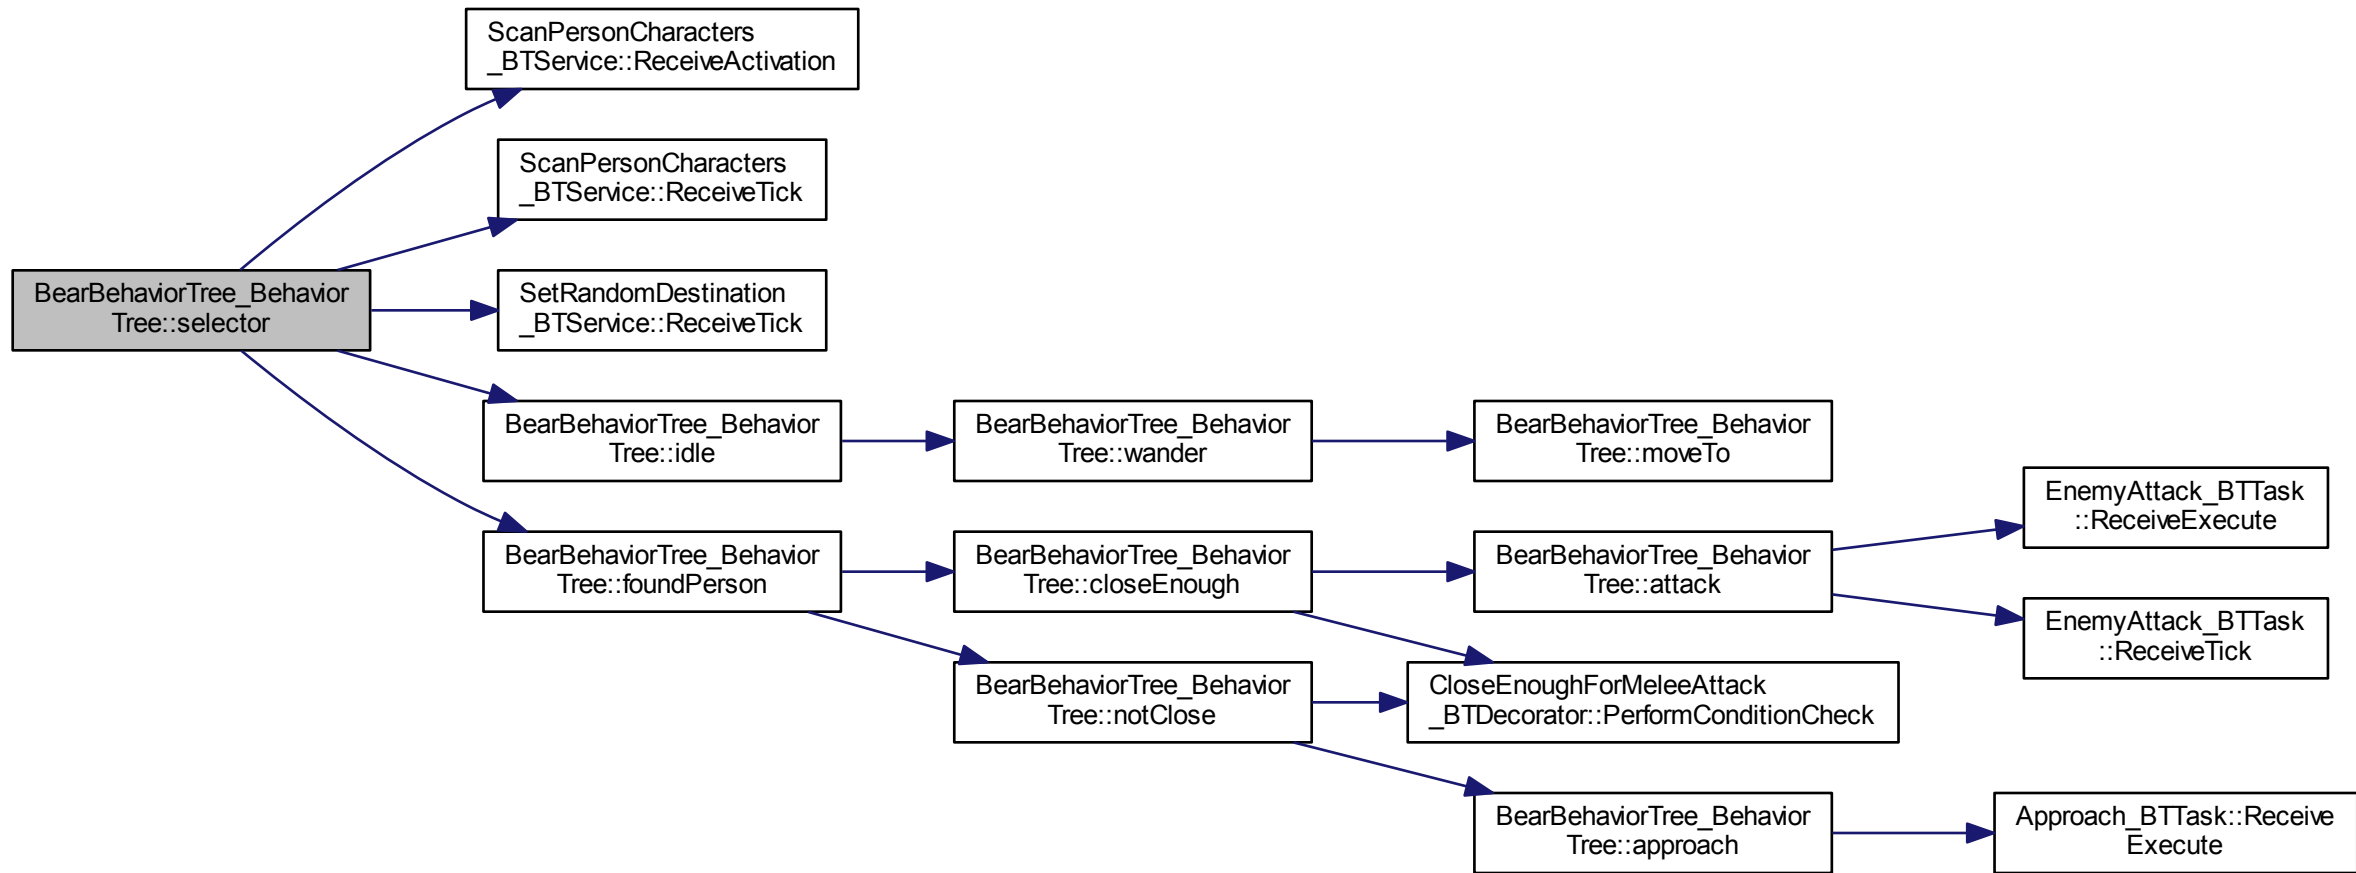 ScanPersonCharacters
_BTService::ReceiveActivation
ScanPersonCharacters
_BTService::ReceiveTick
BearBehaviorTree_Behavior
Tree::selector
SetRandomDestination
_BTService::ReceiveTick
BearBehaviorTree_Behavior
Tree::idle
BearBehaviorTree_Behavior
Tree::wander
BearBehaviorTree_Behavior
Tree::moveTo
BearBehaviorTree_Behavior
Tree::foundPerson
BearBehaviorTree_Behavior
Tree::closeEnough
BearBehaviorTree_Behavior
Tree::attack
EnemyAttack_BTTask
::ReceiveExecute
EnemyAttack_BTTask
::ReceiveTick
BearBehaviorTree_Behavior
Tree::notClose
CloseEnoughForMeleeAttack
_BTDecorator::PerformConditionCheck
BearBehaviorTree_Behavior
Tree::approach
Approach_BTTask::Receive
Execute